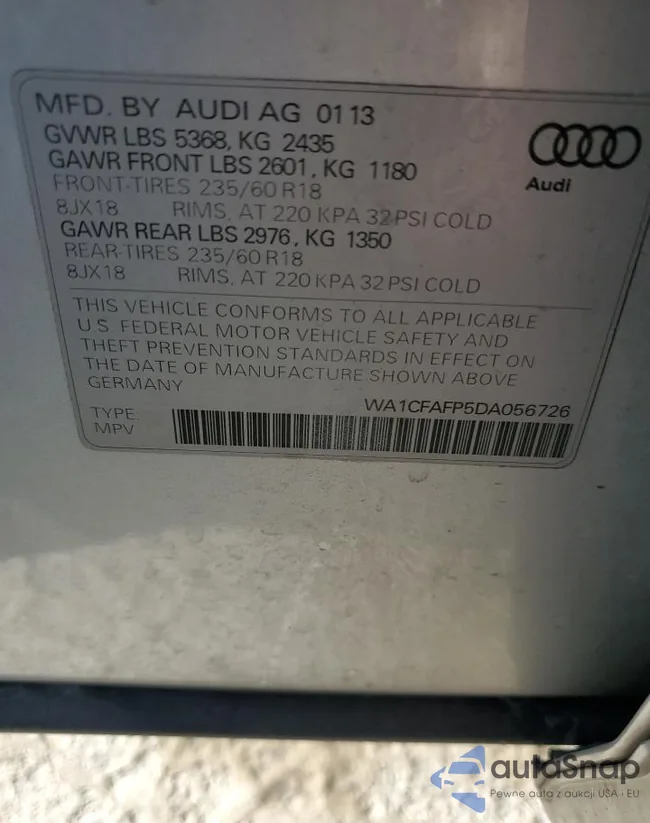 MFD. BY AUDI AG 01 13
GVWR LBS 5368, KG 2435
GAWR FRONT LBS 2601, KG 1180
FRONT-TIRES 235/60 R18
8JX18 RIMS, AT 220 KPA 32 PSI COLD
GAWR REAR LBS 2976, KG 1350
REAR-TIRES 235/60 R18
8JX18 RIMS, AT 220 KPA 32 PSI COLD
Audi
THIS VEHICLE CONFORMS TO ALL APPLICABLE
U.S. FEDERAL MOTOR VEHICLE SAFETY AND
THEFT PREVENTION STANDARDS IN EFFECT ON
THE DATE OF MANUFACTURE SHOWN ABOVE
GERMANY
WA1CFAFP5DA056726
TYPE:
MPV
autoSnap
Pewne auta z aukcji USA i EU